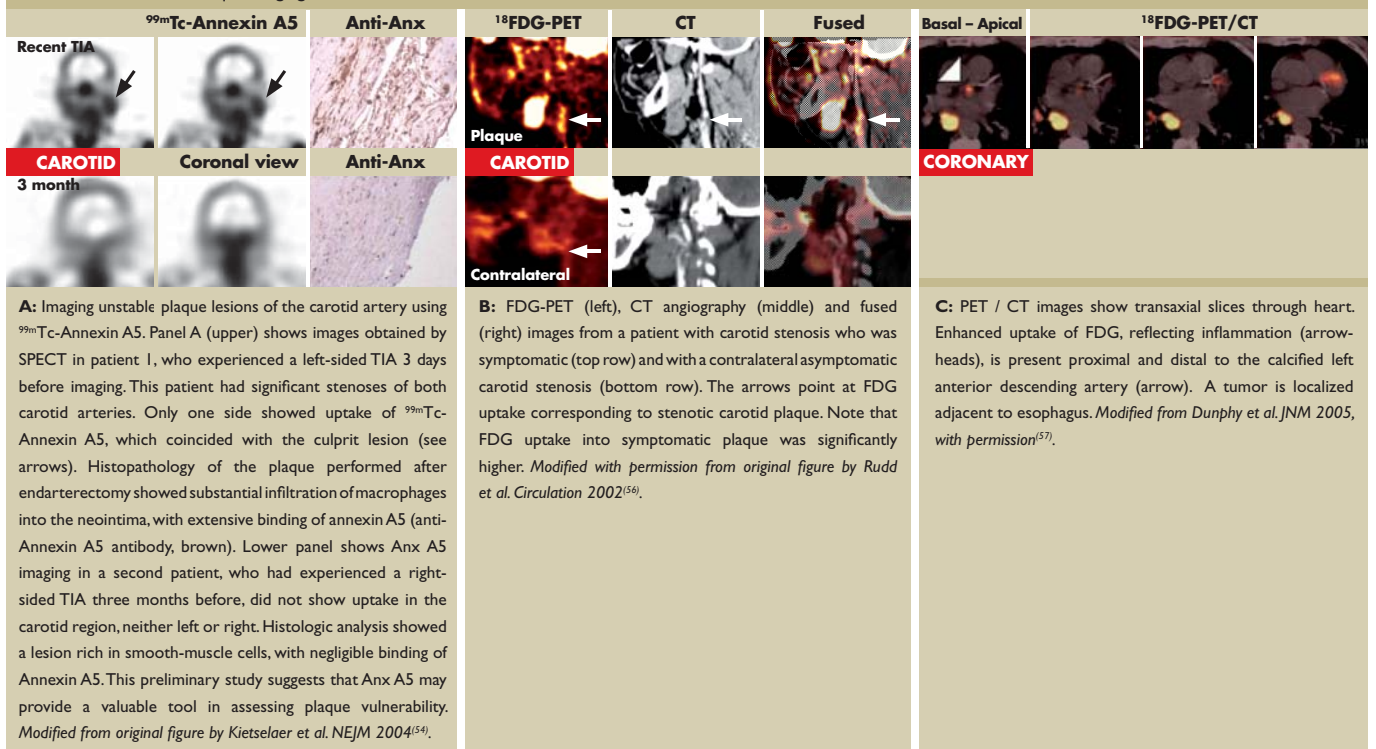 99mTc-Annexin A5
Anti-Anx
Recent TIA
CAROTID
Coronal view
Anti-Anx
3 month
A: Imaging unstable plaque lesions of the carotid artery using
99mTc-Annexin A5. Panel A (upper) shows images obtained by
SPECT in patient 1, who experienced a left-sided TIA 3 days
before imaging. This patient had significant stenoses of both
carotid arteries. Only one side showed uptake of 99mTc-
Annexin A5, which coincided with the culprit lesion (see
arrows). Histopathology of the plaque performed after
endarterectomy showed substantial infiltration of macrophages
into the neointima, with extensive binding of annexin A5 (anti-
Annexin A5 antibody, brown). Lower panel shows Anx A5
imaging in a second patient, who had experienced a right-
sided TIA three months before, did not show uptake in the
carotid region, neither left or right. Histologic analysis showed
a lesion rich in smooth-muscle cells, with negligible binding of
Annexin A5. This preliminary study suggests that Anx A5 may
provide a valuable tool in assessing plaque vulnerability.
Modified from original figure by Kietselaer et al. NEJM 2004(54).
18FDG-PET
CT
Fused
Plaque
CAROTID
Contralateral
B: FDG-PET (left), CT angiography (middle) and fused
(right) images from a patient with carotid stenosis who was
symptomatic (top row) and with a contralateral asymptomatic
carotid stenosis (bottom row). The arrows point at FDG
uptake corresponding to stenotic carotid plaque. Note that
FDG uptake into symptomatic plaque was significantly
higher. Modified with permission from original figure by Rudd
et al. Circulation 2002(56).
Basal – Apical
18FDG-PET/CT
CORONARY
C: PET / CT images show transaxial slices through heart.
Enhanced uptake of FDG, reflecting inflammation (arrow-
heads), is present proximal and distal to the calcified left
anterior descending artery (arrow). A tumor is localized
adjacent to esophagus. Modified from Dunphy et al. JNM 2005,
with permission(57).